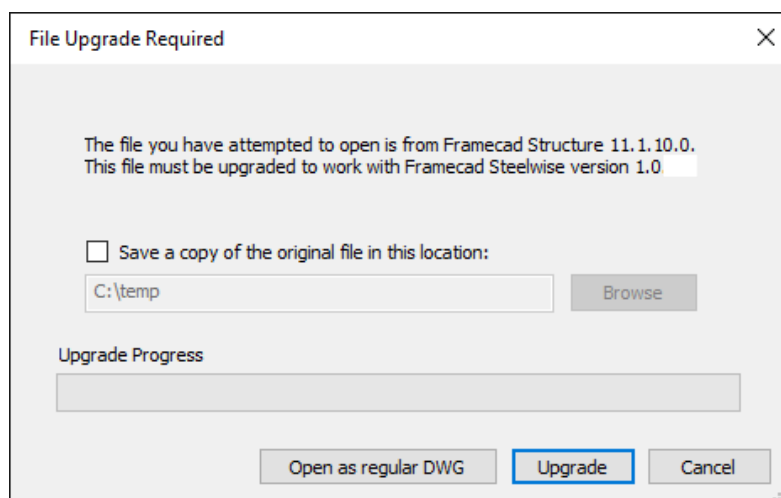 File Upgrade Required
The file you have attempted to open is from Framecad Structure 11.1.10.0.
This file must be upgraded to work with Framecad Steelwise version 1.0
Save a copy of the original file in this location:
C:\temp
Browse
Upgrade Progress
Open as regular DWG Upgrade Cancel